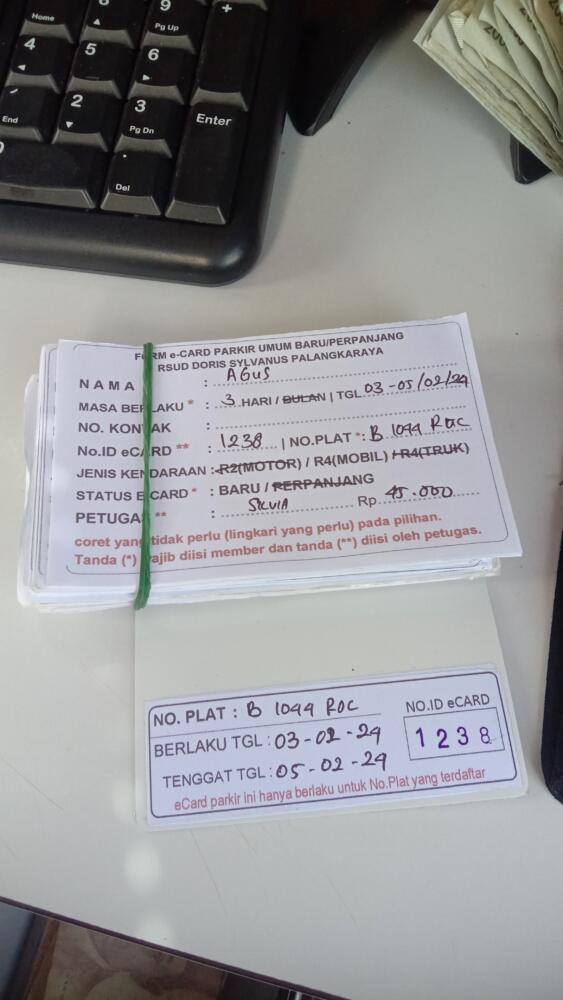 Home
8
9
Pg Up
+
4
5
6
End
2
3
Pg Dn
Enter
.
Del
FORM e-CARD PARKIR UMUM BARU/PERPANJANG
RSUD DORIS SYLVANUS PALANGKARAYA
NAMA : AGUS
MASA BERLAKU * : 3 HARI / BULAN | TGL 03-05/02/24
NO. KONTAK :
No.ID eCARD ** : 1238 | NO.PLAT * : B 1099 ROC
JENIS KENDARAAN : R2(MOTOR) / R4(MOBIL) / R4(TRUK)
STATUS E CARD * : BARU / PERPANJANG
PETUGAS ** : SILVIA Rp 45.000
coret yang tidak perlu (lingkari yang perlu) pada pilihan.
Tanda (*) wajib diisi member dan tanda (**) diisi oleh petugas.
NO. PLAT : B 1099 ROC
NO.ID eCARD
BERLAKU TGL : 03-02-24
1238
TENGGAT TGL : 05-02-24
eCard parkir ini hanya berlaku untuk No.Plat yang terdaftar